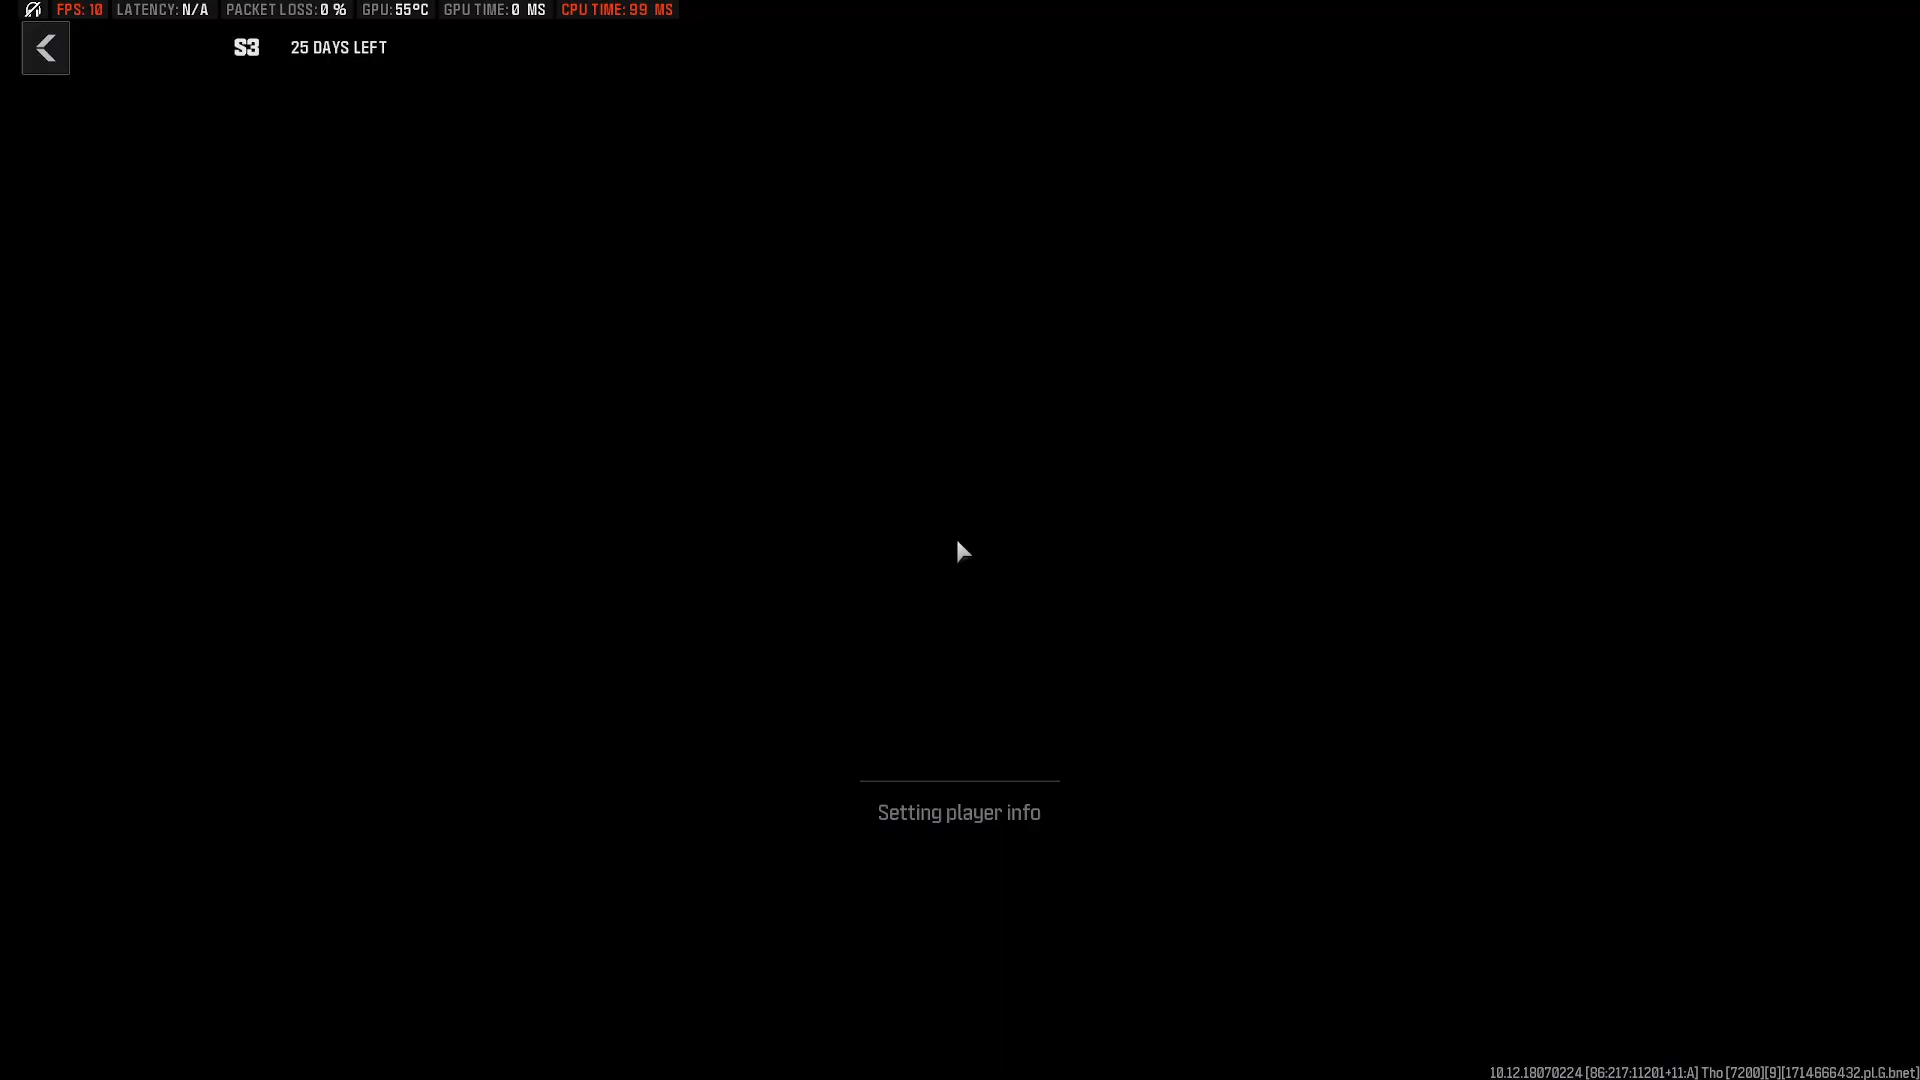 FPS: 10 LATENCY: N/A PACKET LOSS: 0 % GPU: 55ºC GPU TIME: 0 MS CPU TIME: 99 MS
S3 25 DAYS LEFT
Setting player info
10.12.18070224 [86:217:11201+11:A] Tho [7200][9][1714666432.pl.G.bnet]